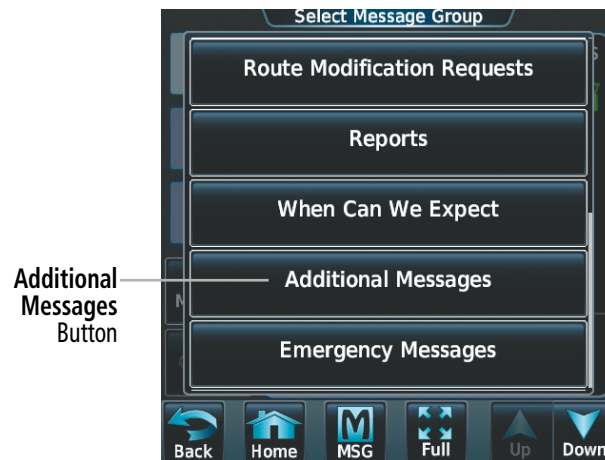 Select Message Group
Route Modification Requests
Reports
When Can We Expect
Additional Messages
Emergency Messages
Additional
Messages
Button
Back
Home
MSG
Full
Up
Down